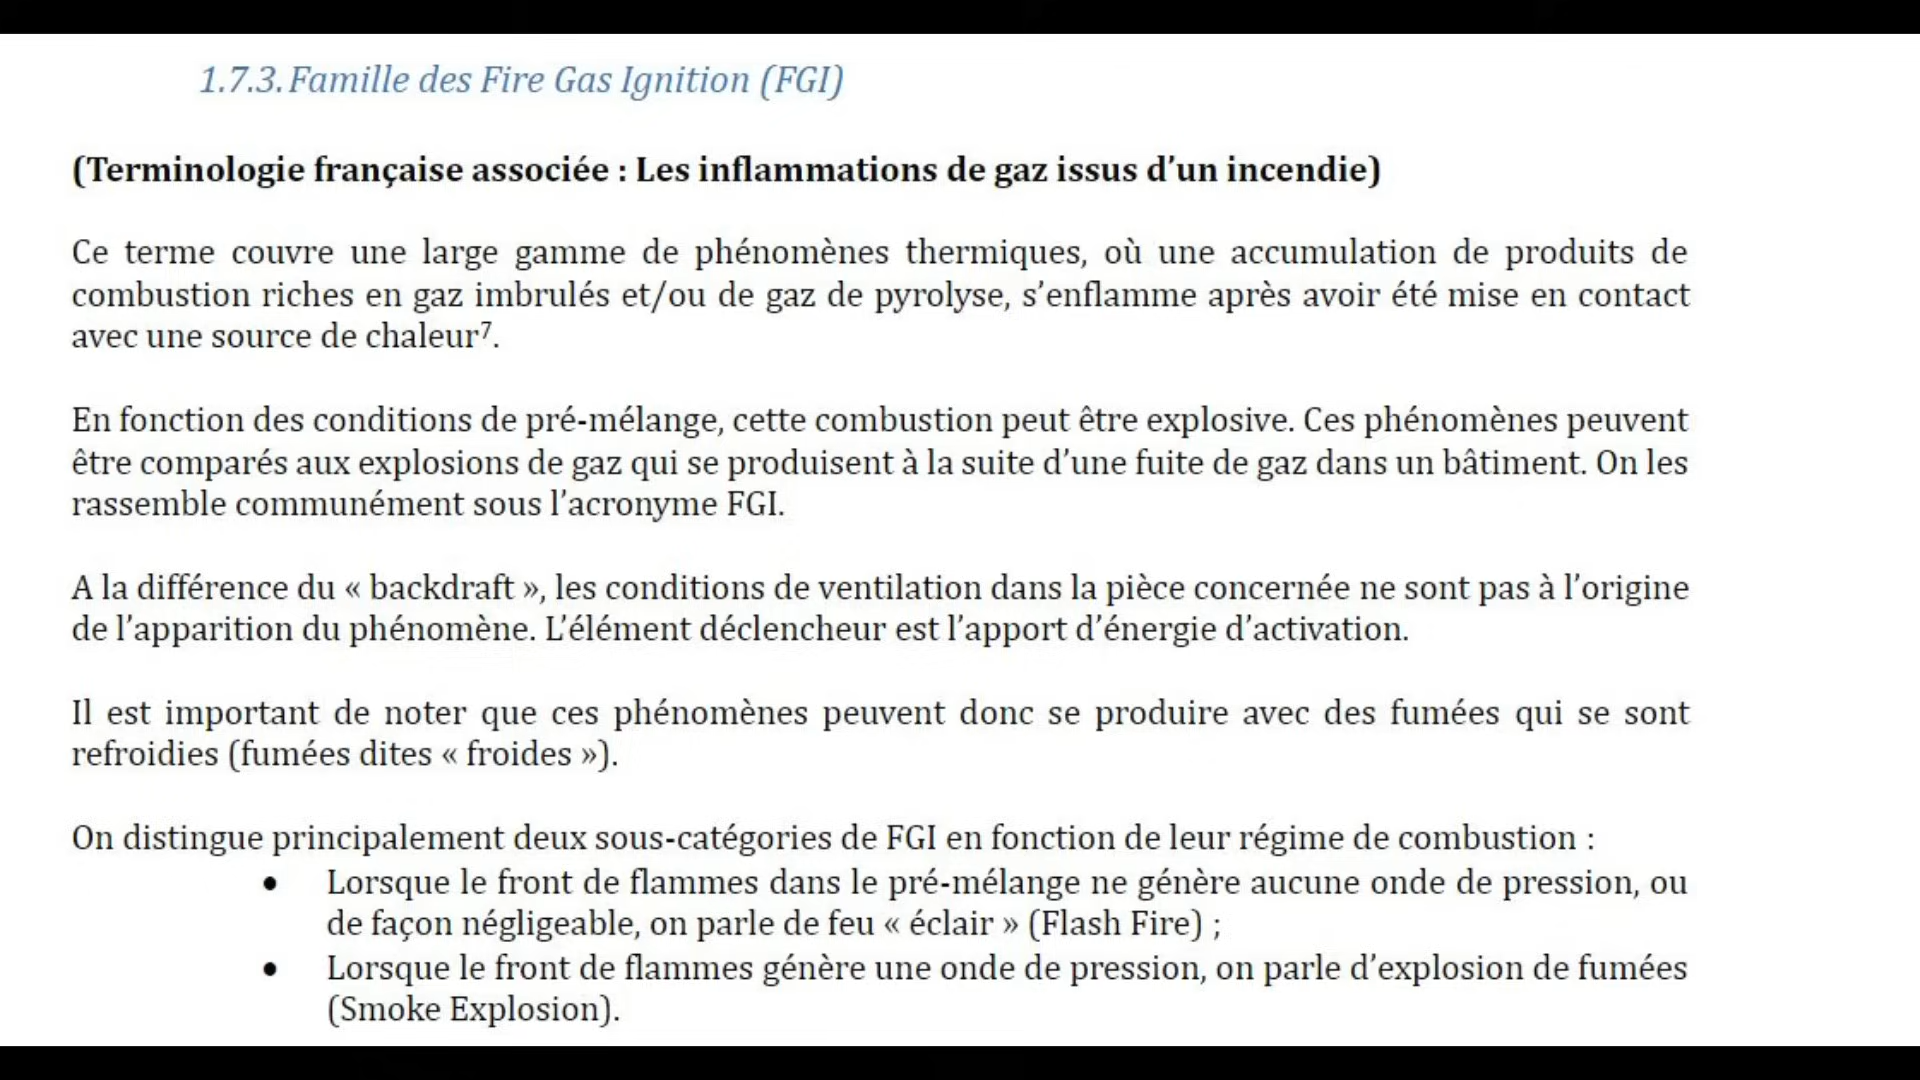 1.7.3. Famille des Fire Gas Ignition (FGI)
(Terminologie française associée : Les inflammations de gaz issus d’un incendie)
Ce terme couvre une large gamme de phénomènes thermiques, où une accumulation de produits de
combustion riches en gaz imbrulés et/ou de gaz de pyrolyse, s’enflamme après avoir été mise en contact
avec une source de chaleur⁷.
En fonction des conditions de pré-mélange, cette combustion peut être explosive. Ces phénomènes peuvent
être comparés aux explosions de gaz qui se produisent à la suite d’une fuite de gaz dans un bâtiment. On les
rassemble communément sous l’acronyme FGI.
A la différence du « backdraft », les conditions de ventilation dans la pièce concernée ne sont pas à l’origine
de l’apparition du phénomène. L’élément déclencheur est l’apport d’énergie d’activation.
Il est important de noter que ces phénomènes peuvent donc se produire avec des fumées qui se sont
refroidies (fumées dites « froides »).
On distingue principalement deux sous-catégories de FGI en fonction de leur régime de combustion :
• Lorsque le front de flammes dans le pré-mélange ne génère aucune onde de pression, ou
de façon négligeable, on parle de feu « éclair » (Flash Fire) ;
• Lorsque le front de flammes génère une onde de pression, on parle d’explosion de fumées
(Smoke Explosion).